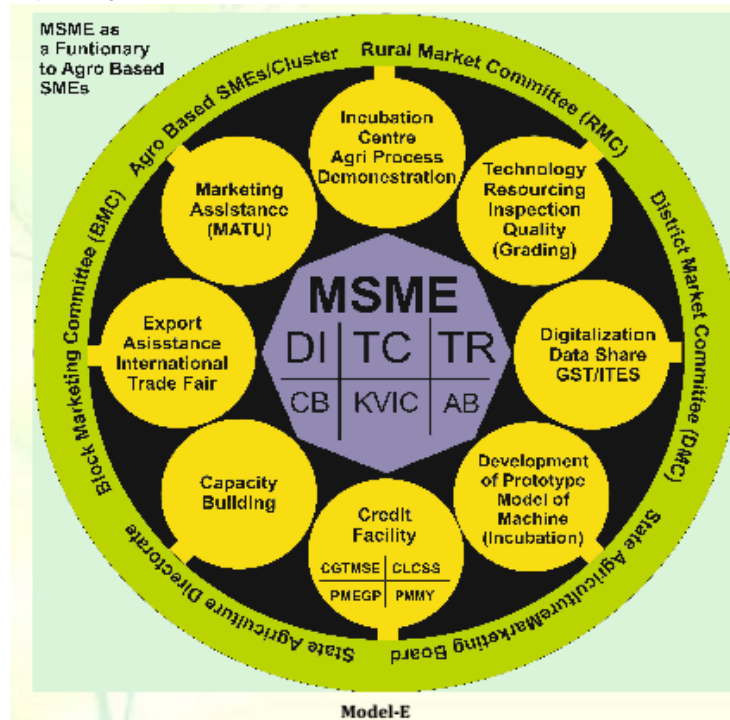 MSME as
a Funtionary
to Agro Based
SMEs
Agro Based SMEs/Cluster
Rural Market Committee (RMC)
District Market Committee (DMC)
State AgricultureMarketing Board
State Agriculture Directorate
Block Marketing Committee (BMC)
Incubation
Centre
Agri Process
Demonestration
Technology
Resourcing
Inspection
Quality
(Grading)
Digitalization
Data Share
GST/ITES
Development
of Prototype
Model of
Machine
(Incubation)
Credit
Facility
CGTMSE CLCSS
PMEGP PMMY
Capacity
Building
Export
Asisstance
International
Trade Fair
Marketing
Assistance
(MATU)
MSME
DI TC TR
CB KVIC AB
Model-E